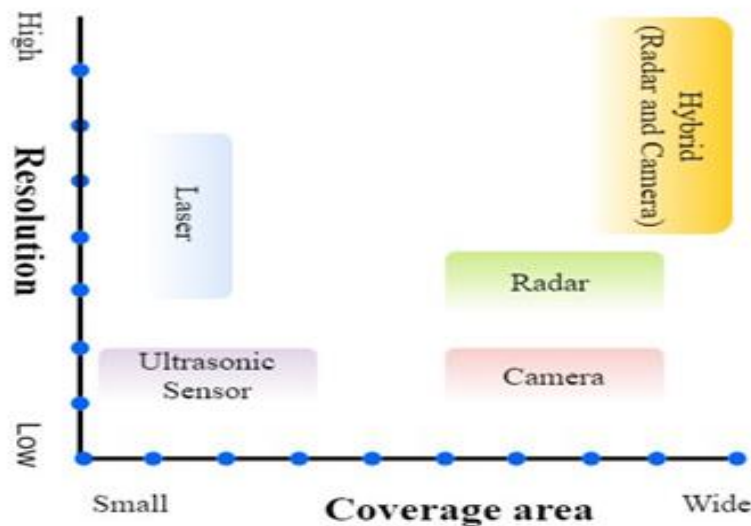 High
Resolution
Low
Laser
Hybrid
(Radar and Camera)
Radar
Ultrasonic
Sensor
Camera
Small
Coverage area
Wide